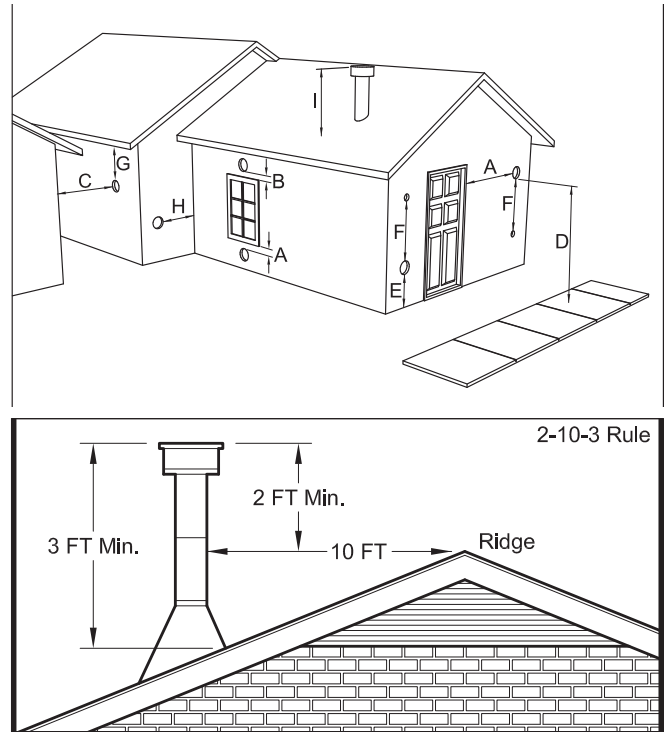 I
A
G
C
B
H
F
F
D
A
E
2-10-3 Rule
2 FT Min.
3 FT Min.
10 FT
Ridge